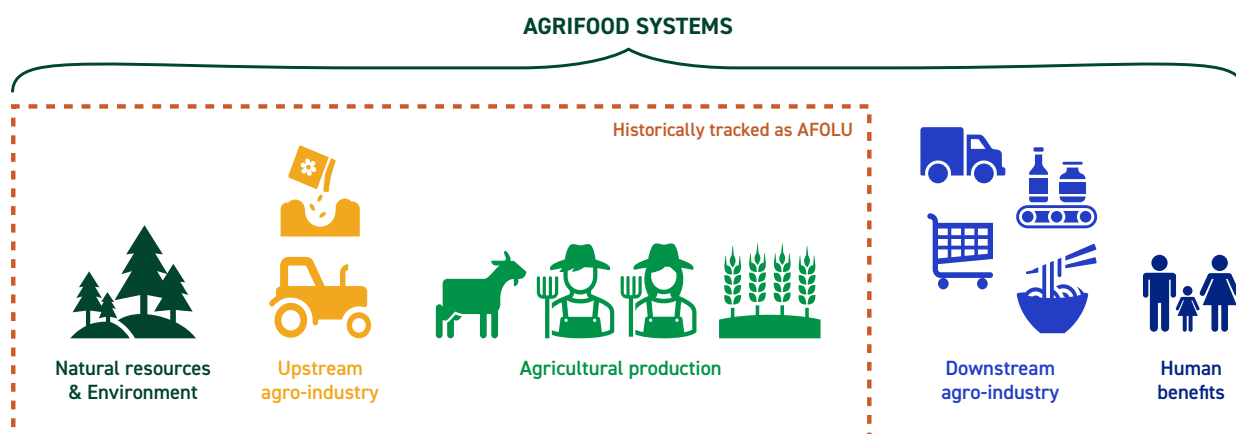 AGRIFOOD SYSTEMS
Historically tracked as AFOLU
Natural resources
& Environment
Upstream
agro-industry
Agricultural production
Downstream
agro-industry
Human
benefits